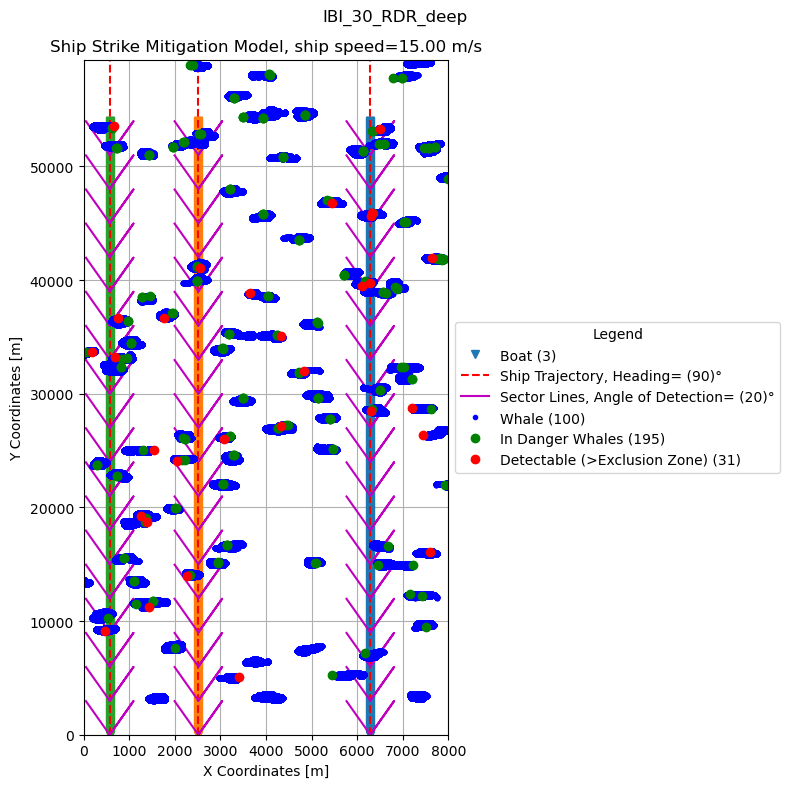 IBI_30_RDR_deep
Ship Strike Mitigation Model, ship speed=15.00 m/s
Y Coordinates [m]
50000
40000
30000
20000
10000
0
0 1000 2000 3000 4000 5000 6000 7000 8000
X Coordinates [m]
Legend
Boat (3)
Ship Trajectory, Heading= (90)°
Sector Lines, Angle of Detection= (20)°
Whale (100)
In Danger Whales (195)
Detectable (>Exclusion Zone) (31)